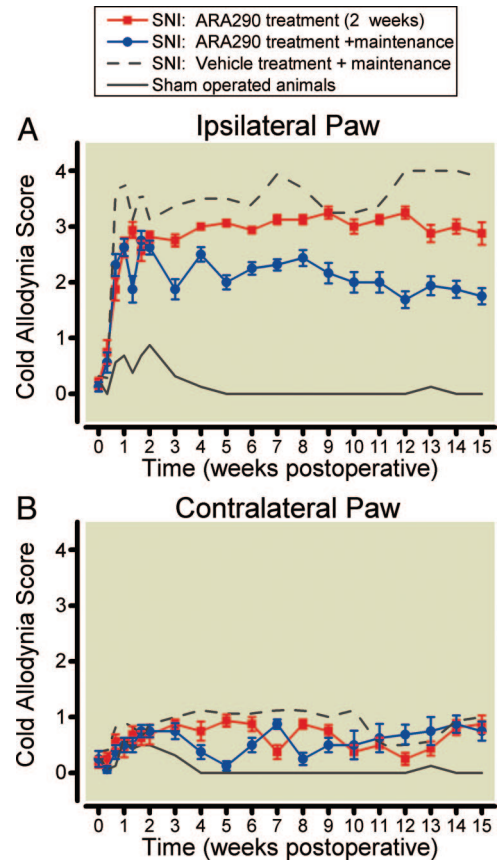 SNI: ARA290 treatment (2 weeks)
SNI: ARA290 treatment +maintenance
SNI: Vehicle treatment + maintenance
Sham operated animals
A
Ipsilateral Paw
Cold Allodynia Score
4
3
2
1
0
0 1 2 3 4 5 6 7 8 9 10 11 12 13 14 15
Time (weeks postoperative)
B
Contralateral Paw
Cold Allodynia Score
4
3
2
1
0
0 1 2 3 4 5 6 7 8 9 10 11 12 13 14 15
Time (weeks postoperative)